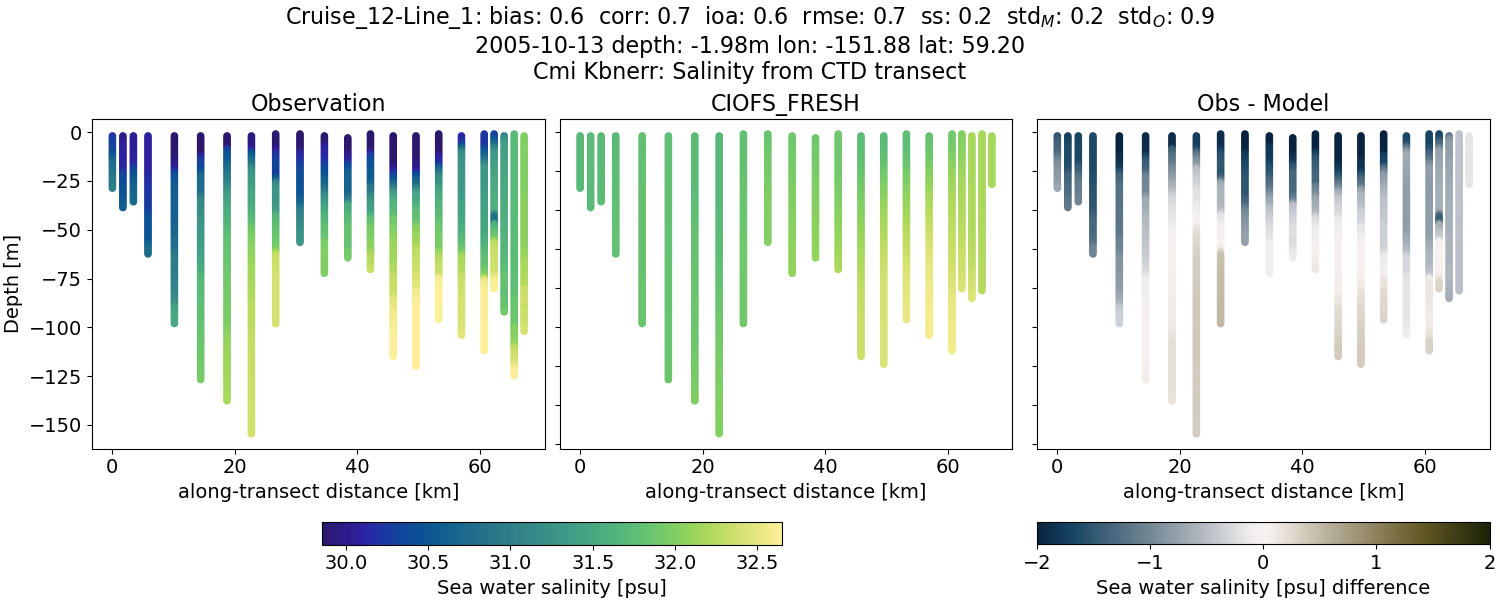 Cruise_12-Line_1: bias: 0.6 corr: 0.7 ioa: 0.6 rmse: 0.7 ss: 0.2 std_M: 0.2 std_O: 0.9
2005-10-13 depth: -1.98m lon: -151.88 lat: 59.20
Cmi Kbnerr: Salinity from CTD transect
Observation
CIOFS_FRESH
Obs - Model
Depth [m]
0
−25
−50
−75
−100
−125
−150
0 20 40 60
0 20 40 60
0 20 40 60
along-transect distance [km]
along-transect distance [km]
along-transect distance [km]
30.0 30.5 31.0 31.5 32.0 32.5
Sea water salinity [psu]
−2 −1 0 1 2
Sea water salinity [psu] difference